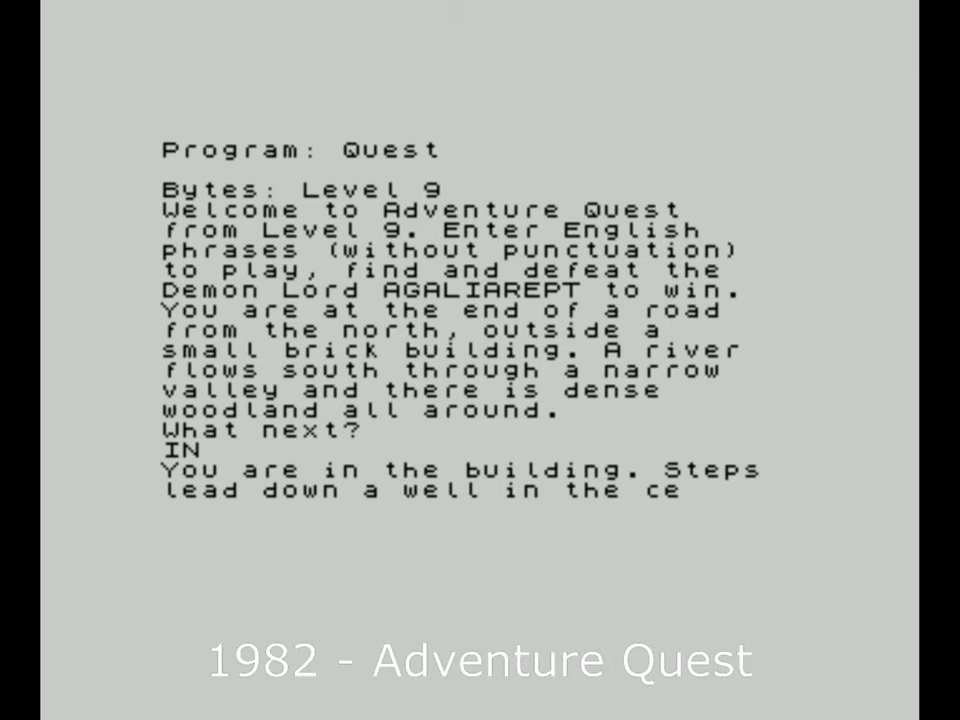 Program: Quest
Bytes: Level 9
Welcome to Adventure Quest
from Level 9. Enter English
phrases (without punctuation)
to play, find and defeat the
Demon Lord AGALIAREPT to win.
You are at the end of a road
from the north, outside a
small brick building. A river
flows south through a narrow
valley and there is dense
woodland all around.
What next?
IN
You are in the building. Steps
lead down a well in the ce
1982 - Adventure Quest